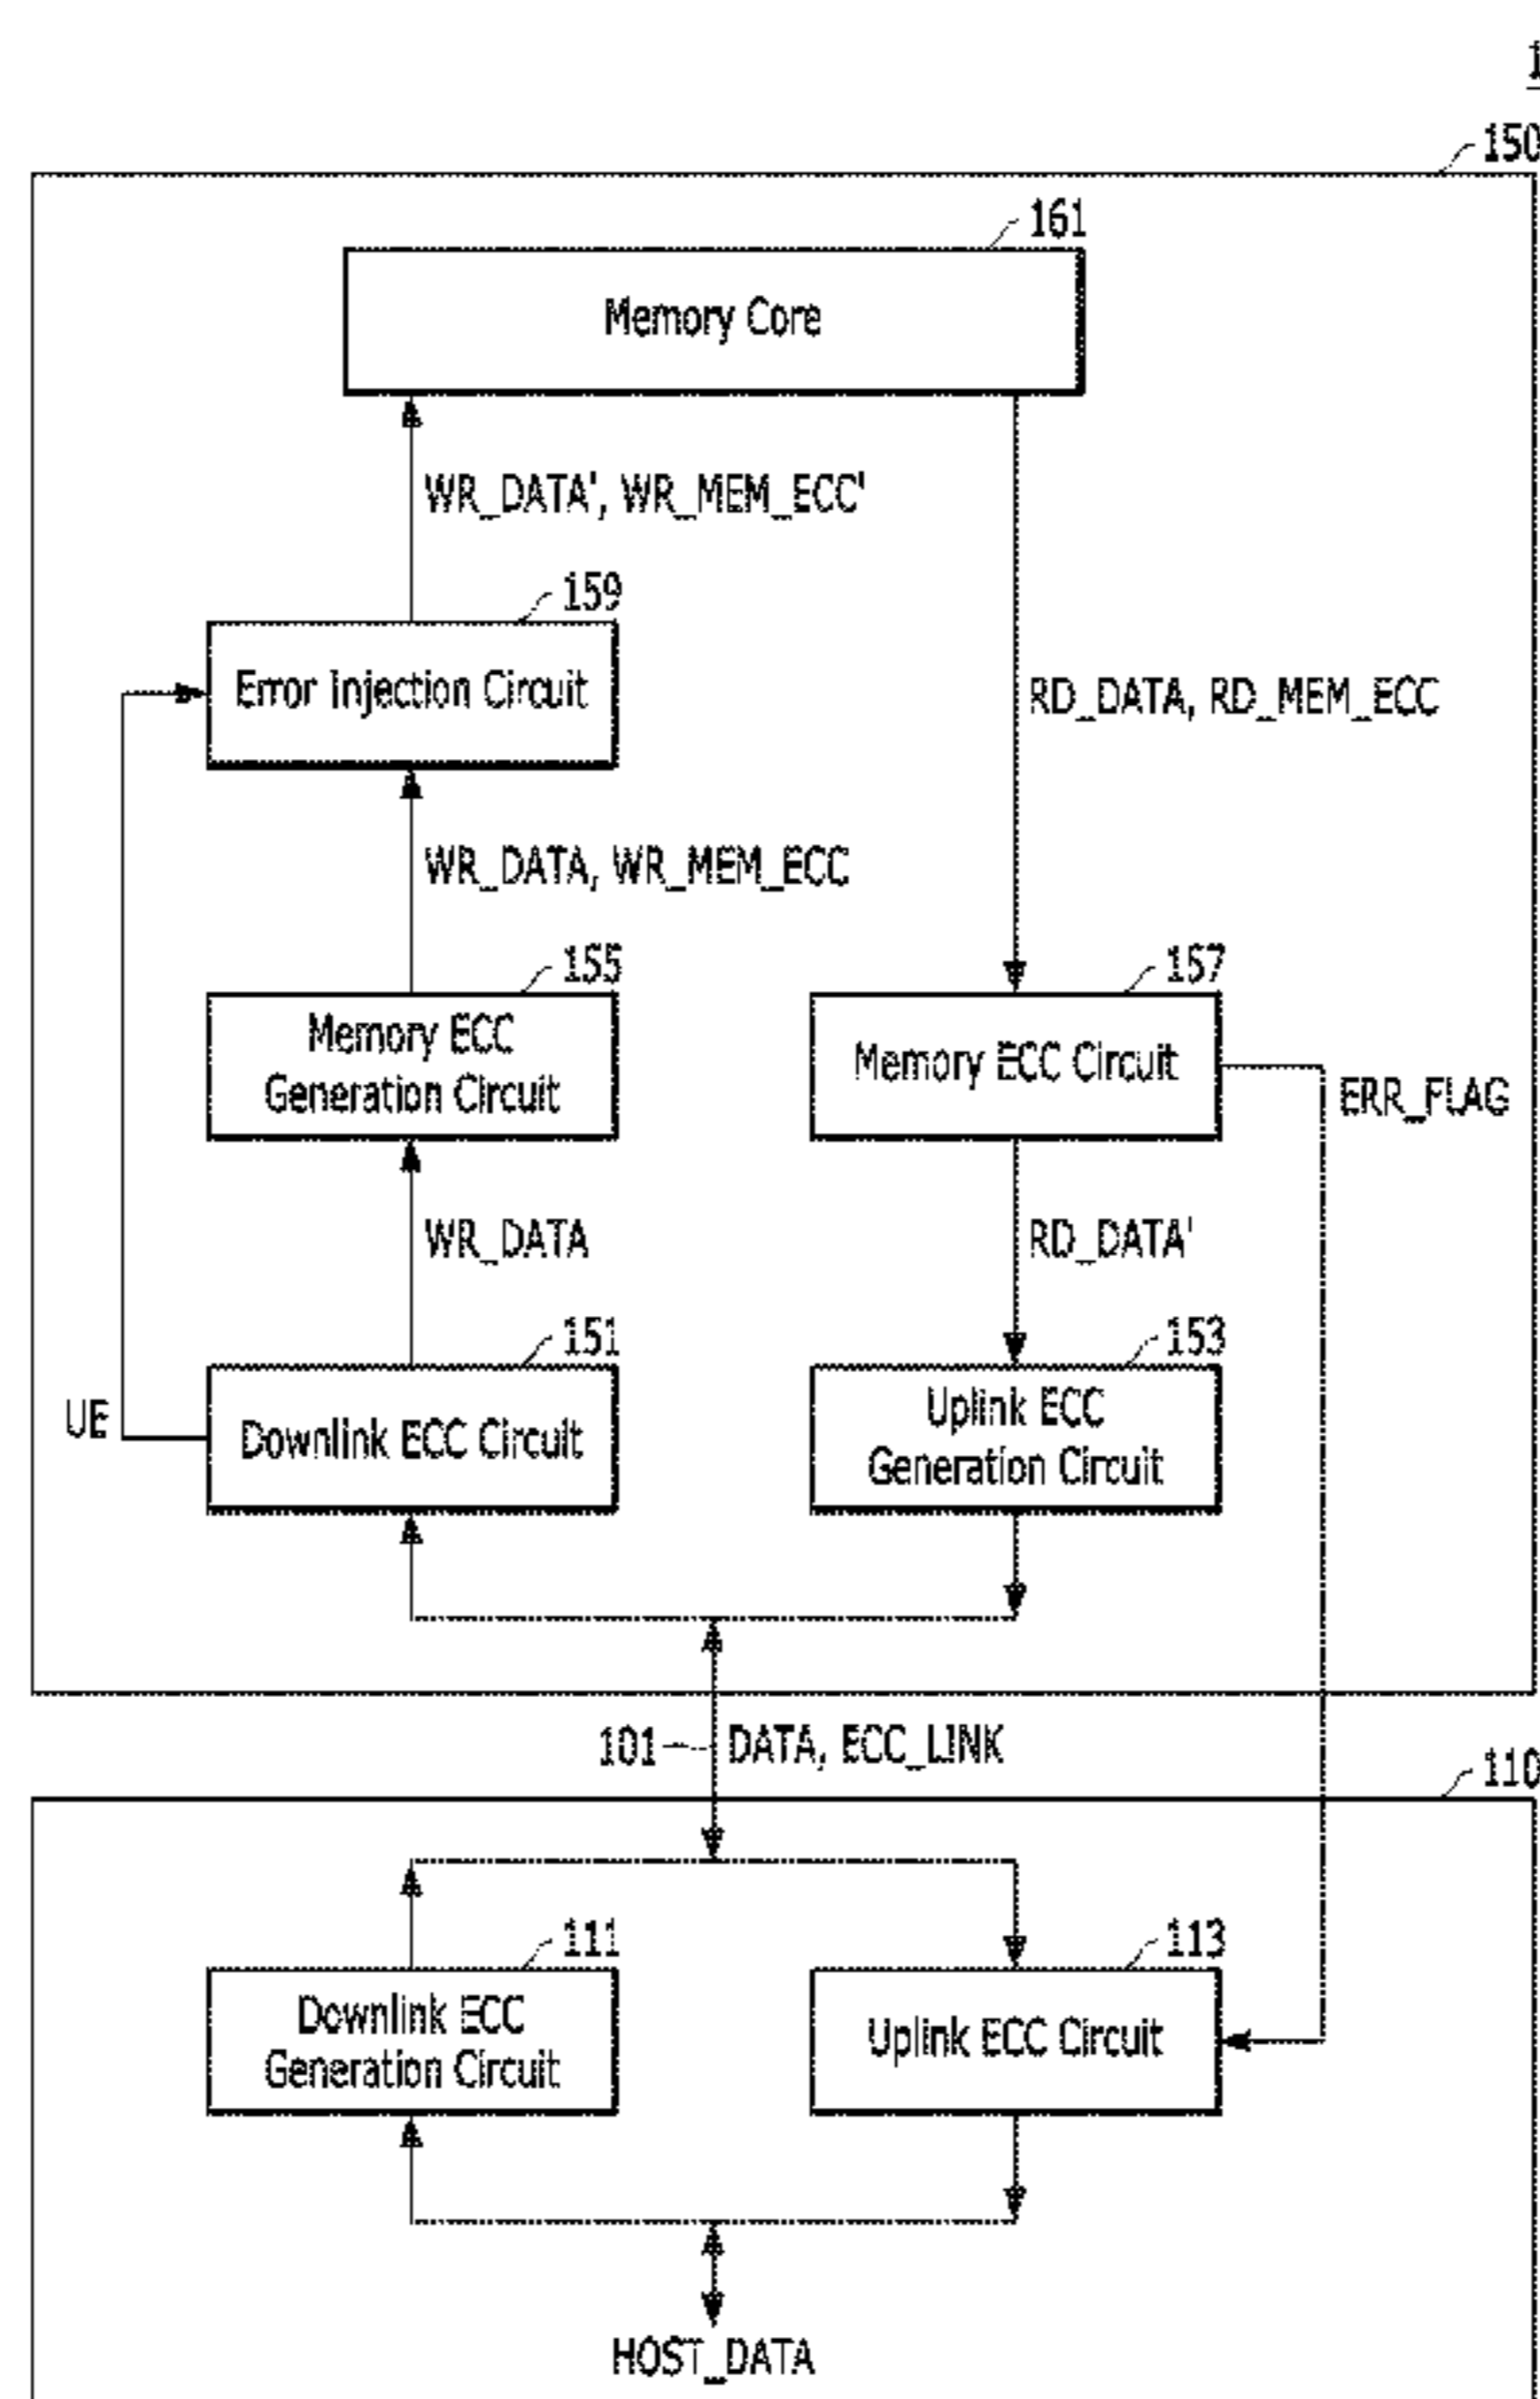 150
161
Memory Core
WR_DATA', WR_MEM_ECC'
159
Error Injection Circuit
RD_DATA, RD_MEM_ECC
WR_DATA, WR_MEM_ECC
155
157
Memory ECC
Generation Circuit
Memory ECC Circuit
ERR_FLAG
WR_DATA
RD_DATA'
151
153
UE
Downlink ECC Circuit
Uplink ECC
Generation Circuit
101
DATA, ECC_LINK
110
111
113
Downlink ECC
Generation Circuit
Uplink ECC Circuit
HOST_DATA